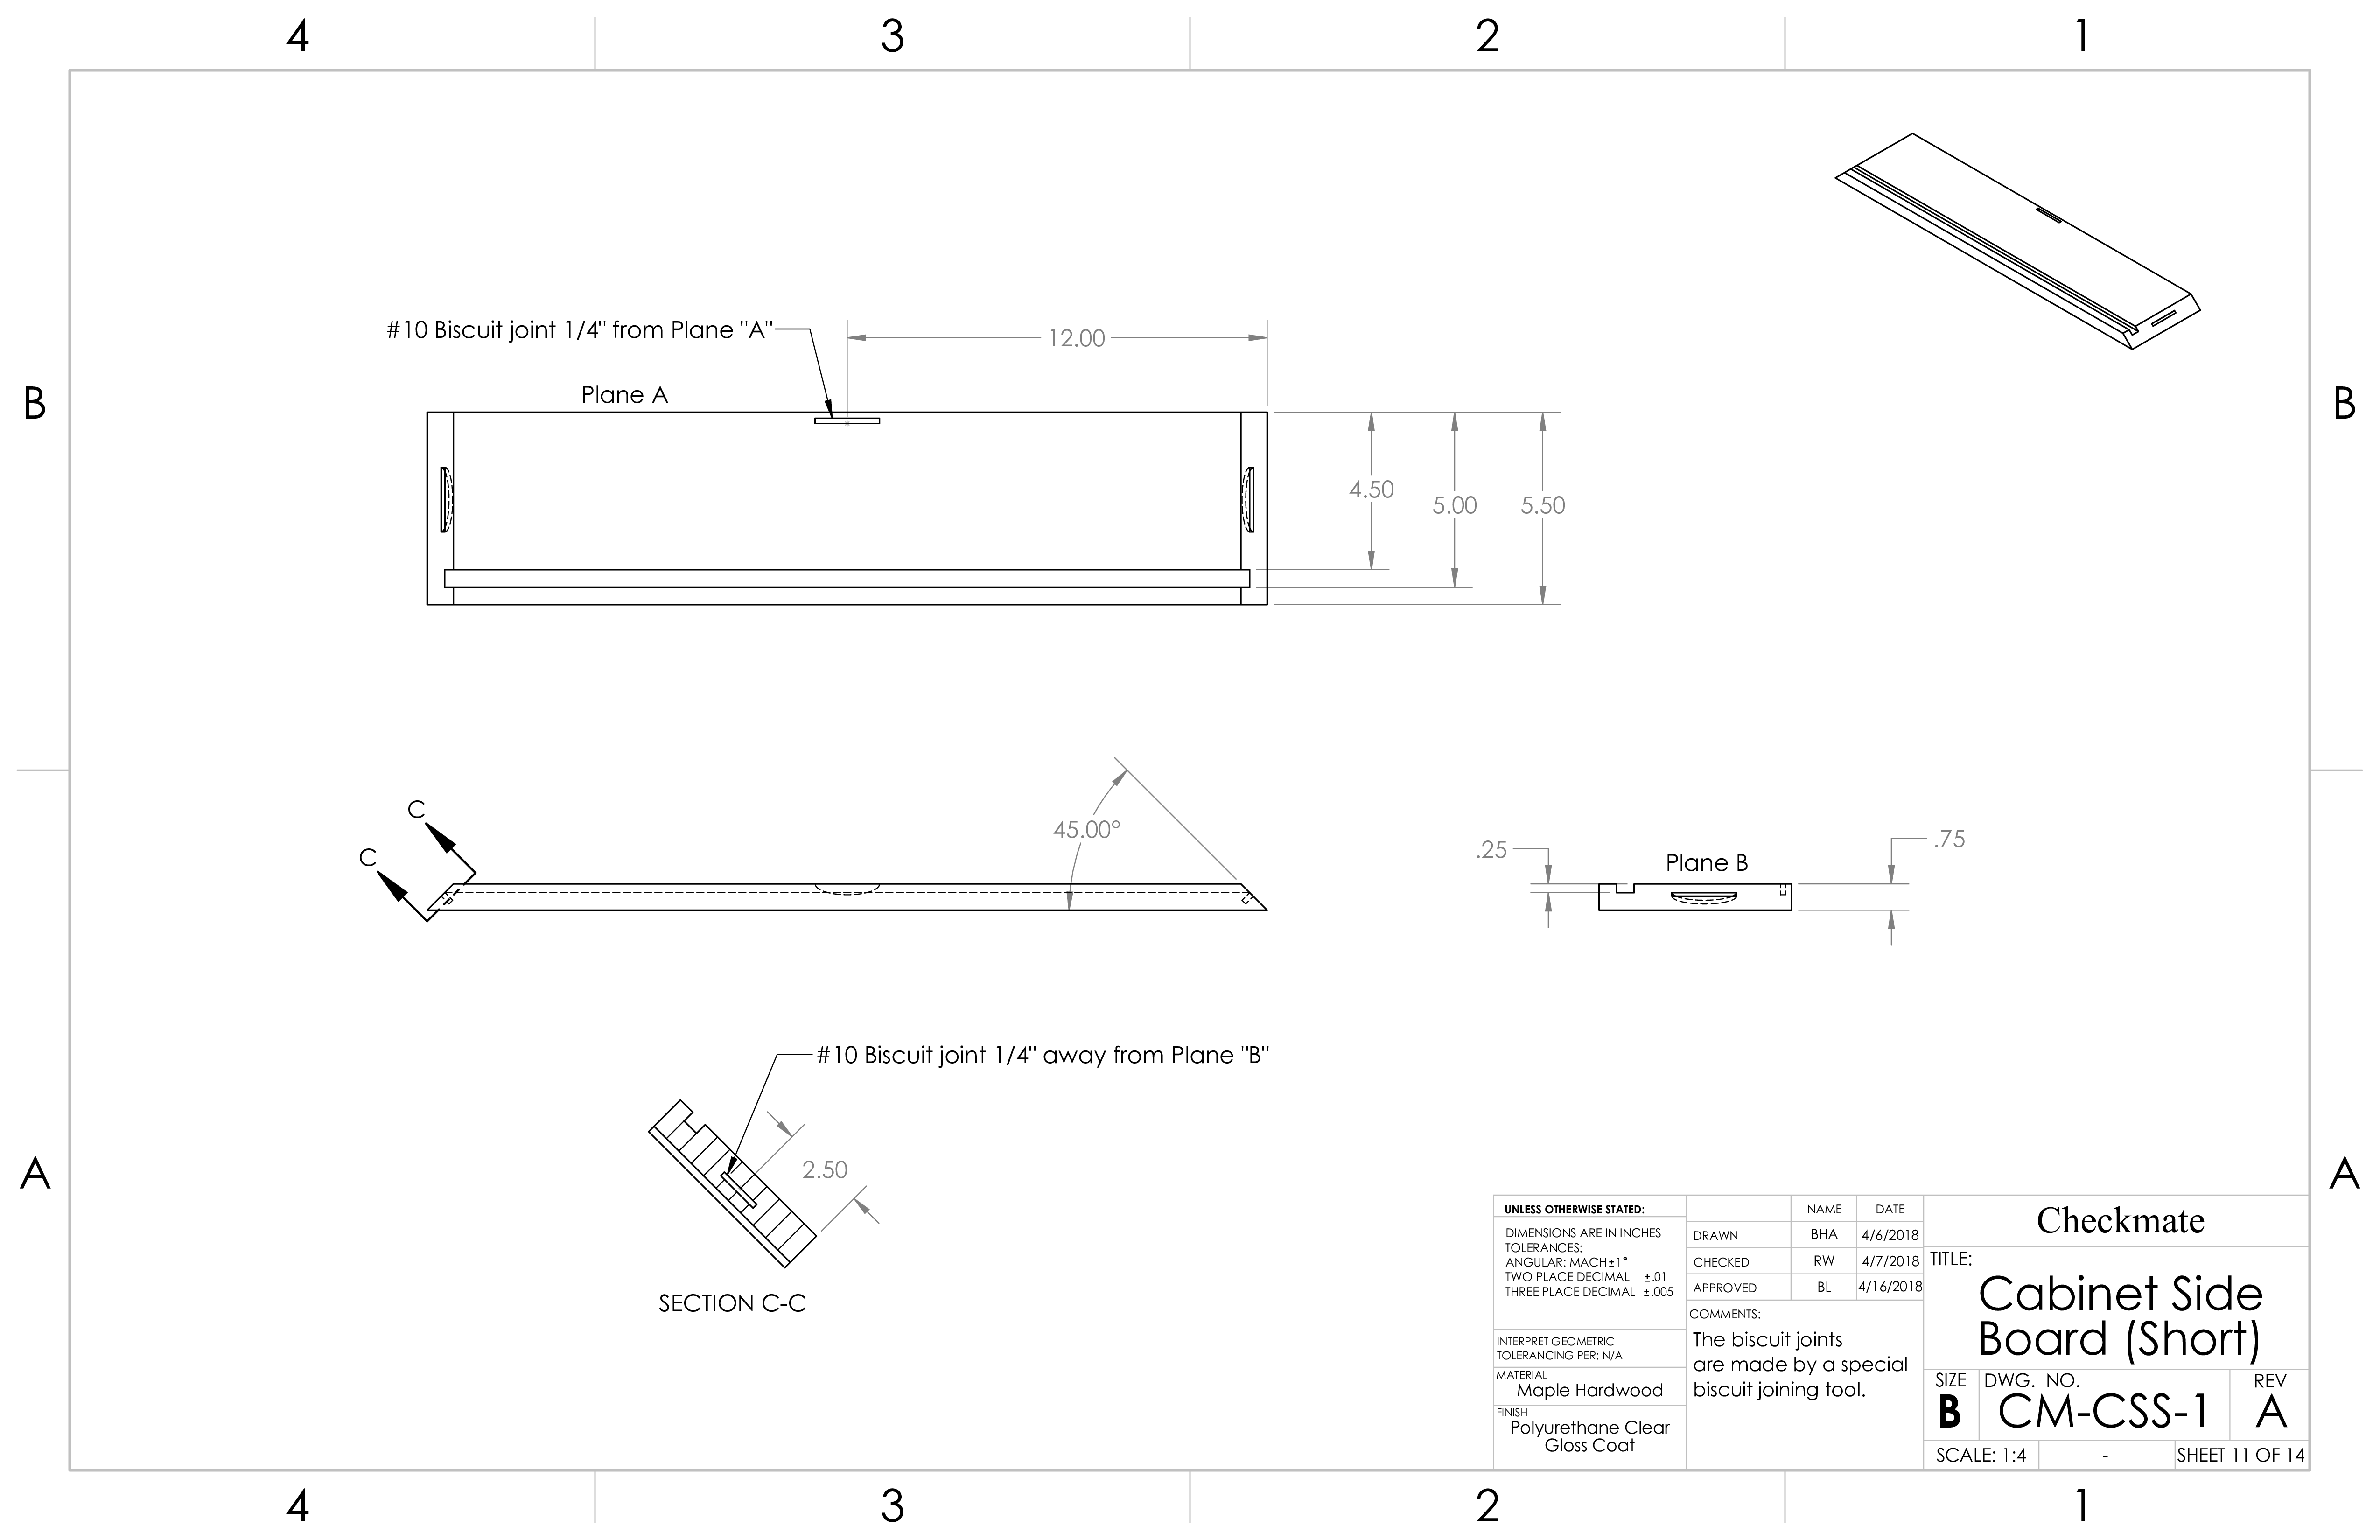 4 3 2 1
#10 Biscuit joint 1/4" from Plane "A"
12.00
Plane A
B B
4.50
5.00
5.50
C
C
45.00°
.25
Plane B
.75
#10 Biscuit joint 1/4" away from Plane "B"
2.50
A A
SECTION C-C
UNLESS OTHERWISE STATED:
DIMENSIONS ARE IN INCHES
TOLERANCES:
ANGULAR: MACH±1°
TWO PLACE DECIMAL ±.01
THREE PLACE DECIMAL ±.005
INTERPRET GEOMETRIC
TOLERANCING PER: N/A
MATERIAL
Maple Hardwood
FINISH
Polyurethane Clear
Gloss Coat
NAME DATE
DRAWN BHA 4/6/2018
CHECKED RW 4/7/2018
APPROVED BL 4/16/2018
COMMENTS:
The biscuit joints
are made by a special
biscuit joining tool.
Checkmate
TITLE:
Cabinet Side
Board (Short)
SIZE DWG. NO. REV
B CM-CSS-1 A
SCALE: 1:4 - SHEET 11 OF 14
4 3 2 1